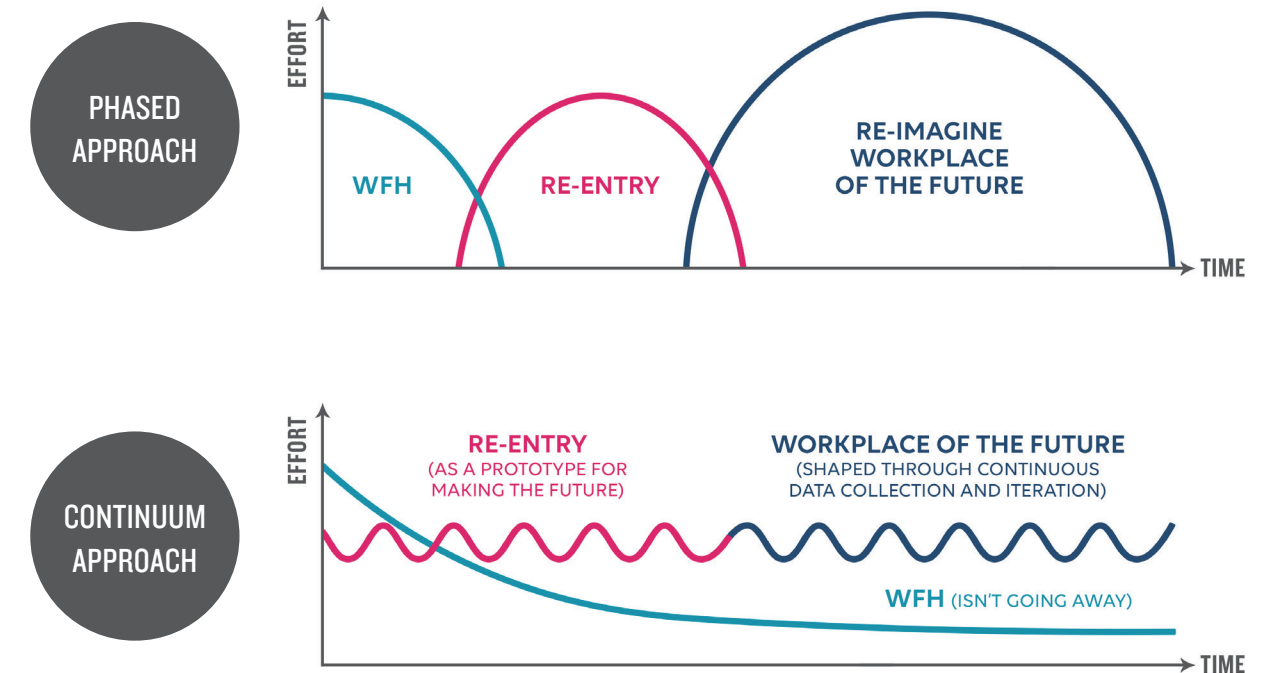 PHASED
APPROACH
EFFORT
WFH
RE-ENTRY
RE-IMAGINE
WORKPLACE
OF THE FUTURE
TIME
CONTINUUM
APPROACH
EFFORT
RE-ENTRY
(AS A PROTOTYPE FOR
MAKING THE FUTURE)
WORKPLACE OF THE FUTURE
(SHAPED THROUGH CONTINUOUS
DATA COLLECTION AND ITERATION)
WFH (ISN'T GOING AWAY)
TIME